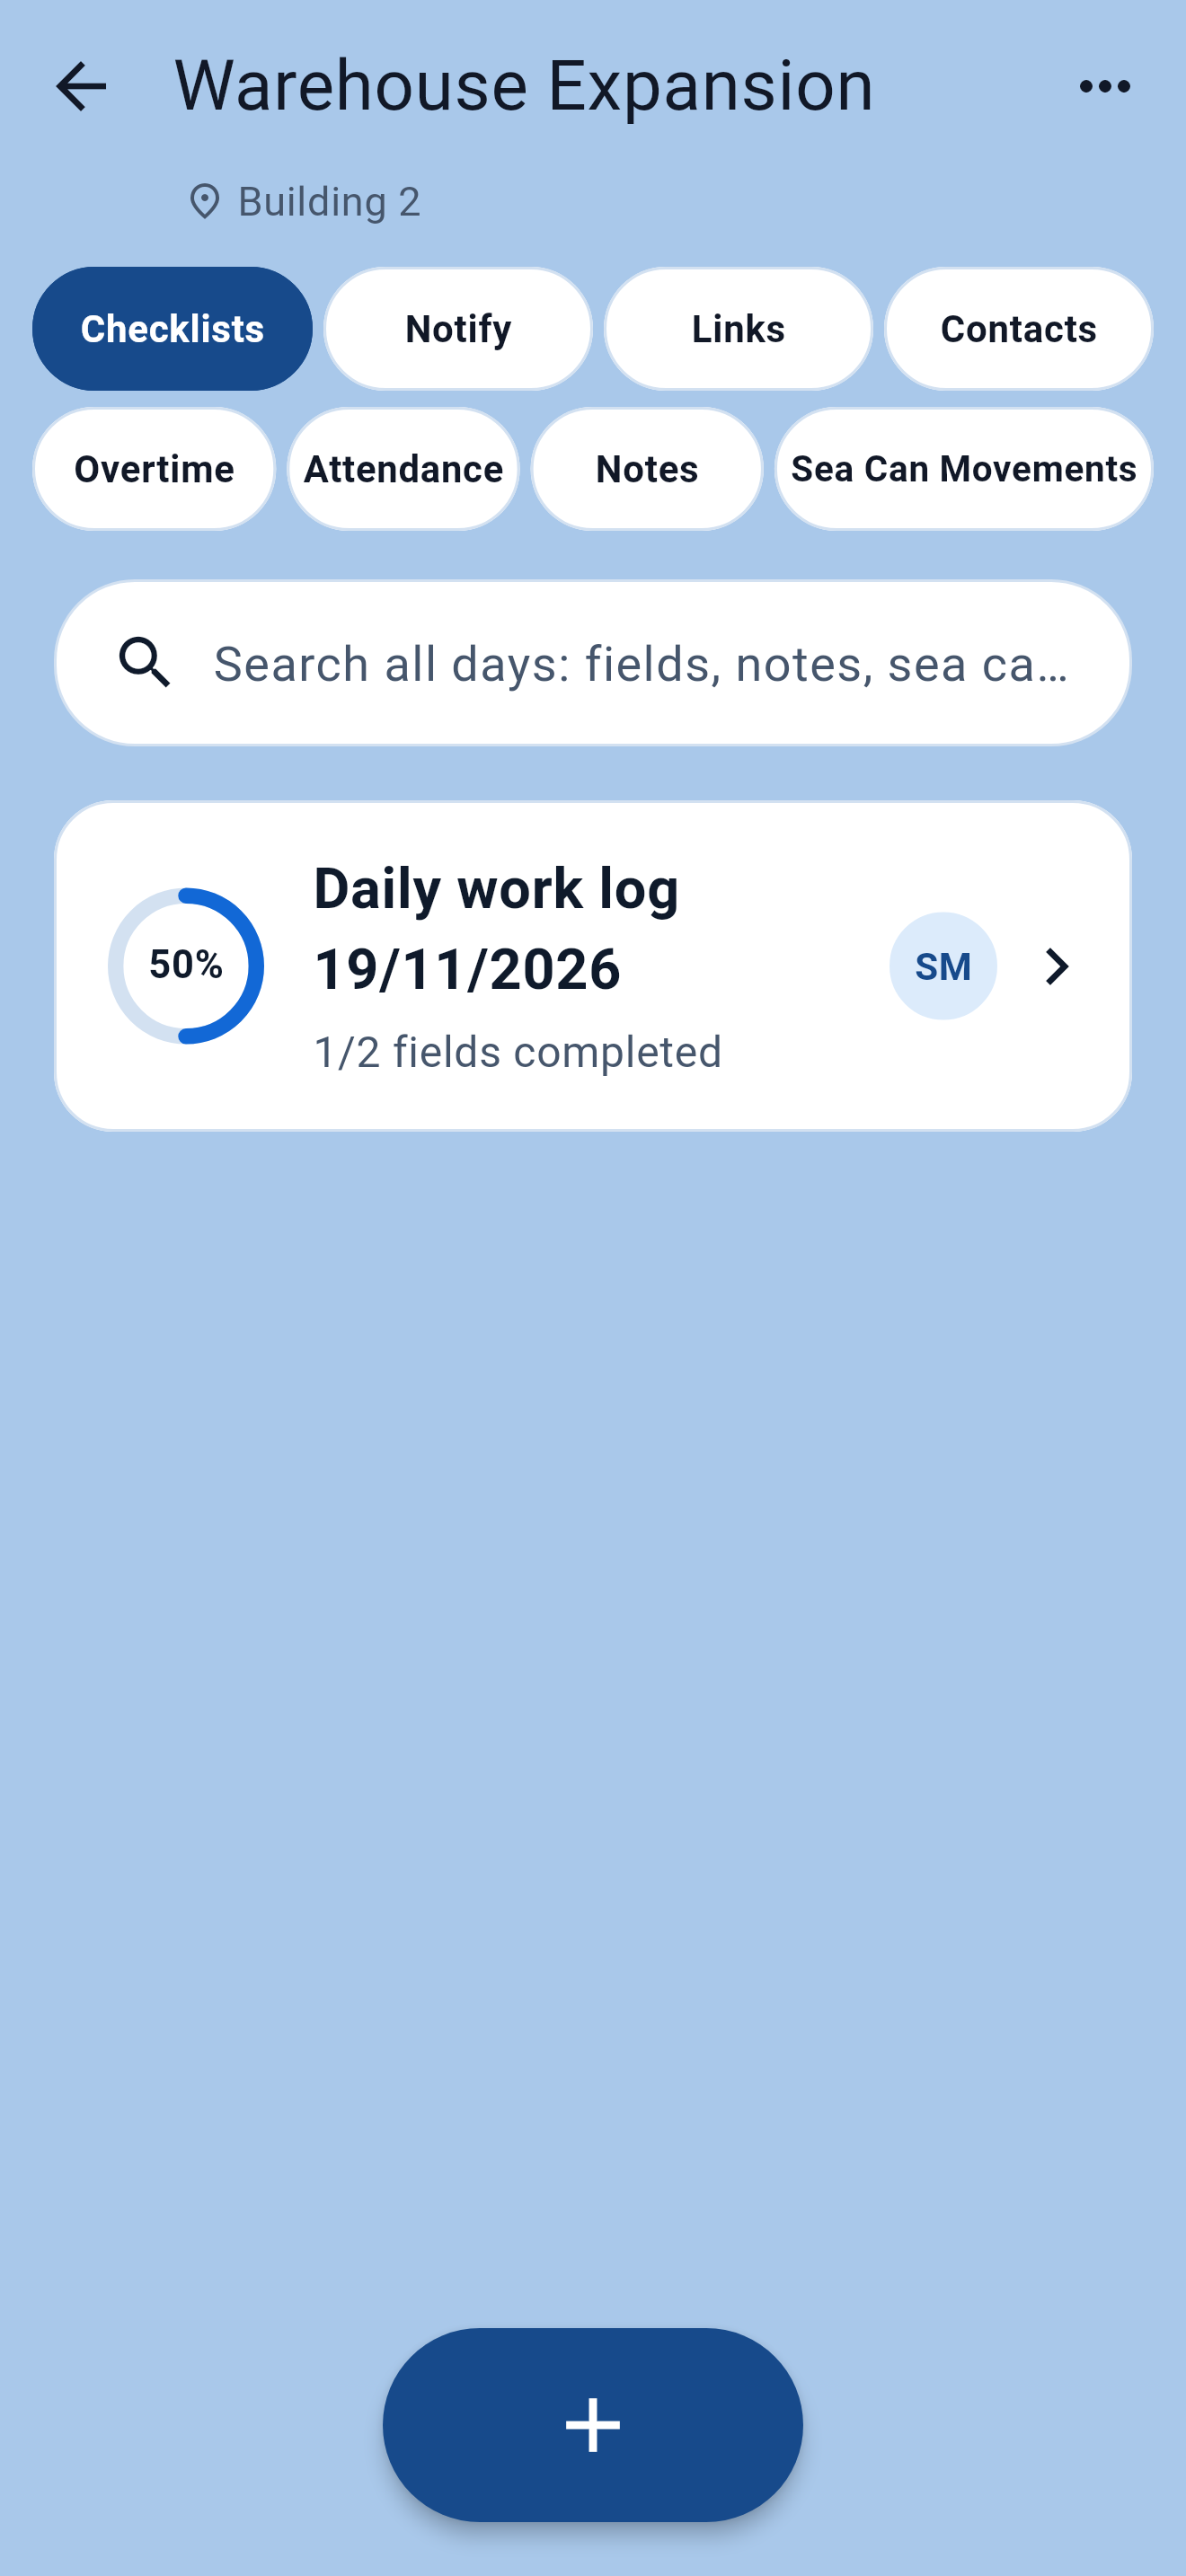 Warehouse Expansion
Building 2
Checklists Notify Links Contacts
Overtime Attendance Notes Sea Can Movements
Search all days: fields, notes, sea ca...
Daily work log
19/11/2026
50%
SM
1/2 fields completed